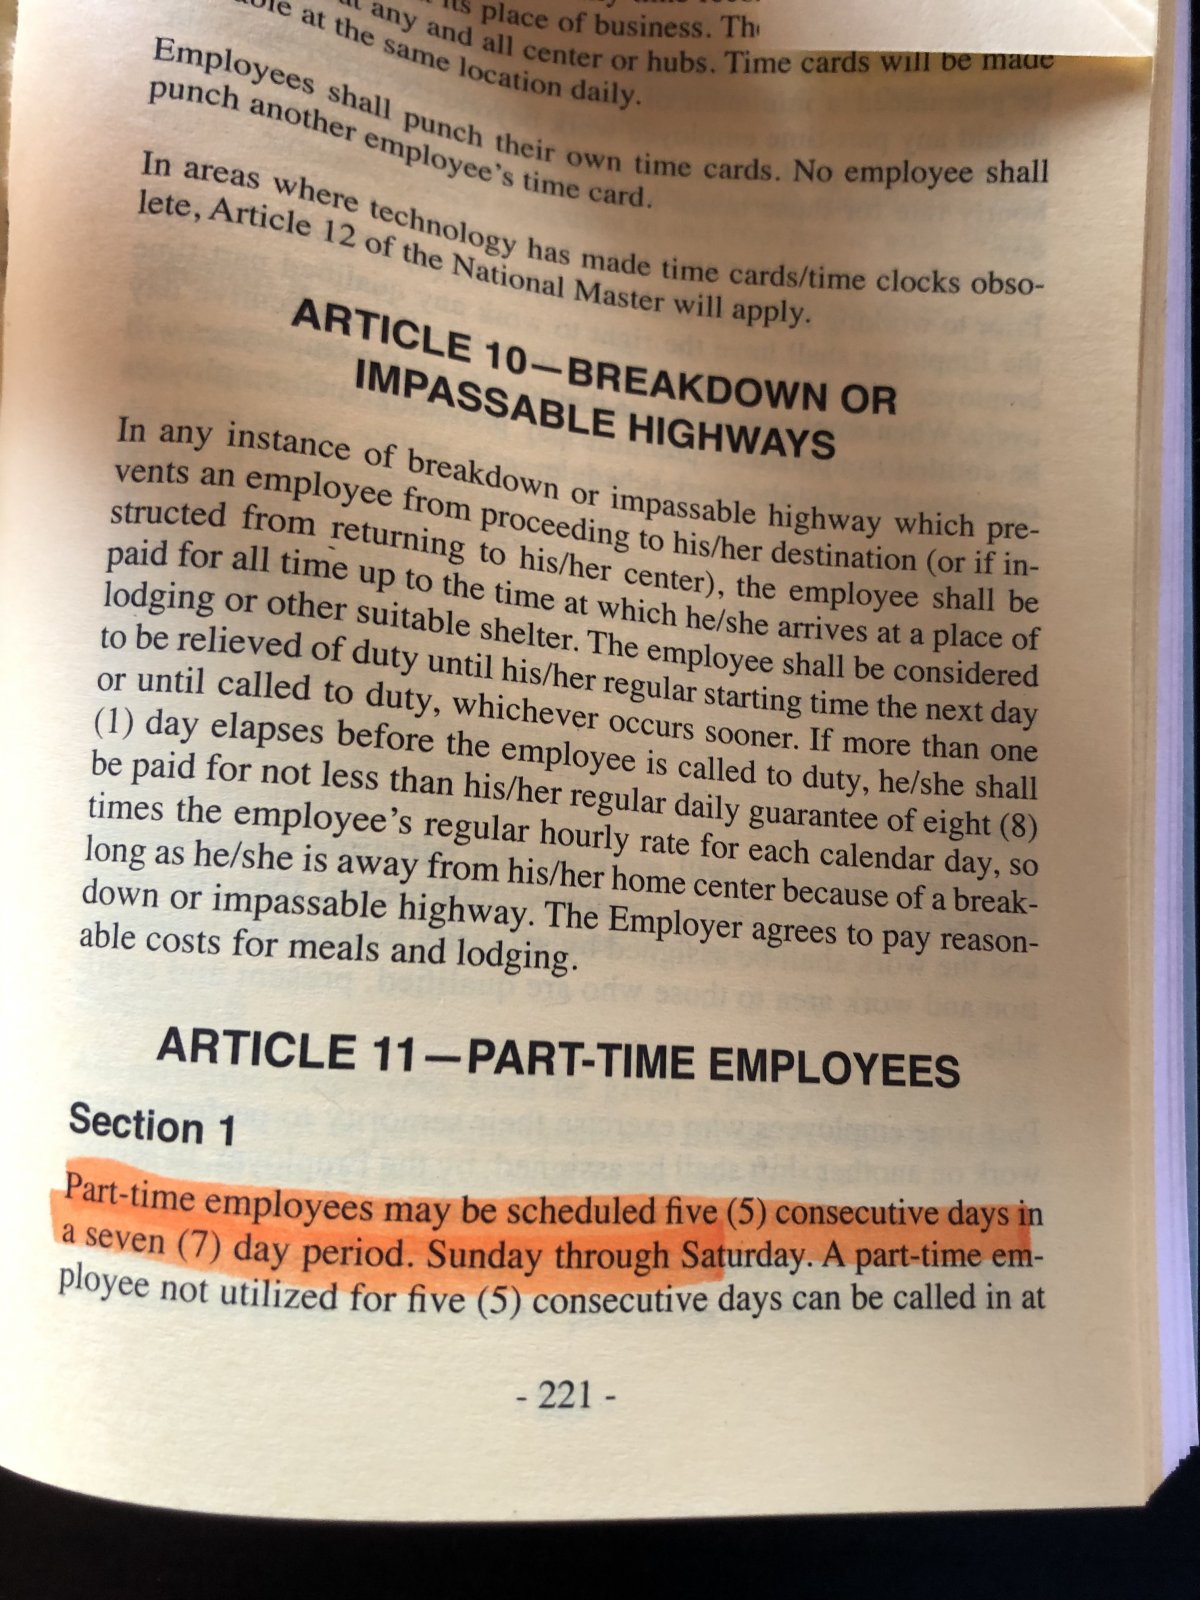 its place of business.
at any and all center or hubs. Time cards will be made
at the same location daily.
Employees shall punch their own time cards. No employee shall
punch another employee's time card.
In areas where technology has made time cards/time clocks obso-
lete, Article 12 of the National Master will apply.
ARTICLE 10—BREAKDOWN OR
IMPASSABLE HIGHWAYS
In any instance of breakdown or impassable highway which pre-
vents an employee from proceeding to his/her destination (or if in-
structed from returning to his/her center), the employee shall be
paid for all time up to the time at which he/she arrives at a place of
lodging or other suitable shelter. The employee shall be considered
to be relieved of duty until his/her regular starting time the next day
or until called to duty, whichever occurs sooner. If more than one
(1) day elapses before the employee is called to duty, he/she shall
be paid for not less than his/her regular daily guarantee of eight (8)
times the employee's regular hourly rate for each calendar day, so
long as he/she is away from his/her home center because of a break-
down or impassable highway. The Employer agrees to pay reason-
able costs for meals and lodging.
ARTICLE 11—PART-TIME EMPLOYEES
Section 1
Part-time employees may be scheduled five (5) consecutive days in
a seven (7) day period. Sunday through Saturday. A part-time em-
ployee not utilized for five (5) consecutive days can be called in at
- 221 -